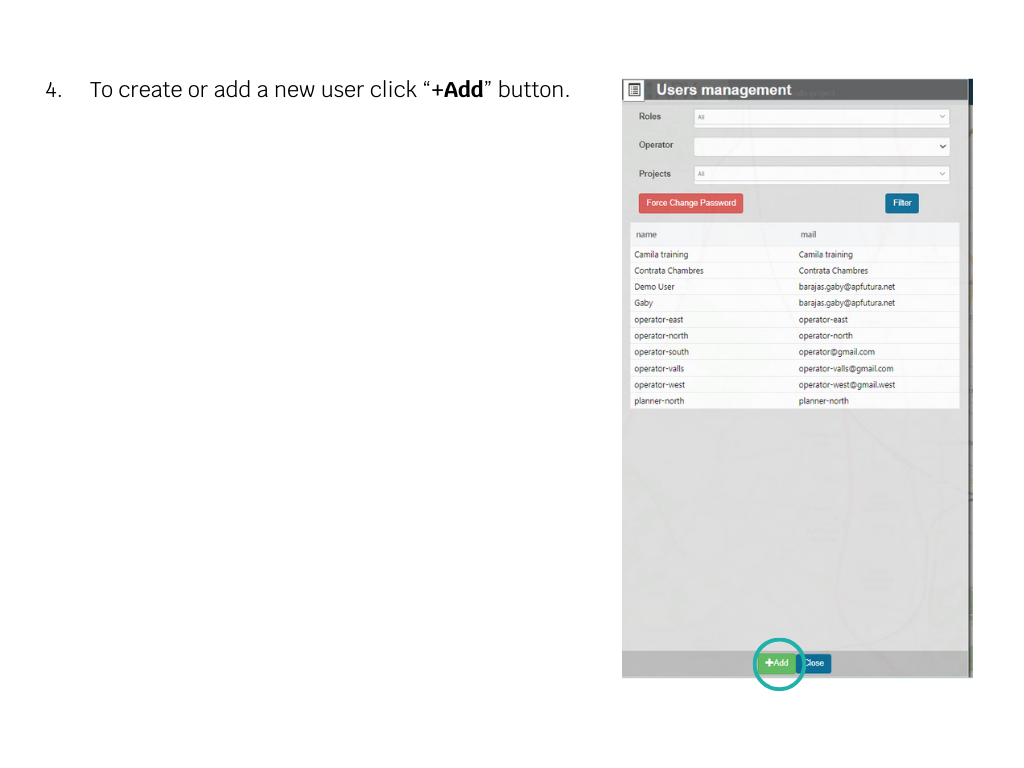 4. To create or add a new user click “+Add” button.
Users management
Roles All
Operator
Projects All
Force Change Password Filter
name mail
Camila training Camila training
Contrata Chambres Contrata Chambres
Demo User barajas.gaby@apfutura.net
Gaby barajas.gaby@apfutura.net
operator-east operator-east
operator-north operator-north
operator-south operator@gmail.com
operator-valls operator-valls@gmail.com
operator-west operator-west@gmail.west
planner-north planner-north
+Add Close